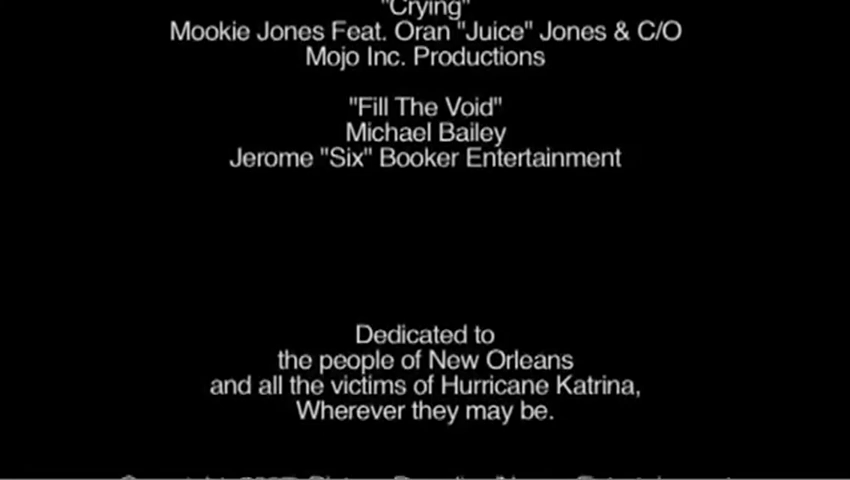 "Crying"
Mookie Jones Feat. Oran "Juice" Jones & C/O
Mojo Inc. Productions
"Fill The Void"
Michael Bailey
Jerome "Six" Booker Entertainment
Dedicated to
the people of New Orleans
and all the victims of Hurricane Katrina,
Wherever they may be.